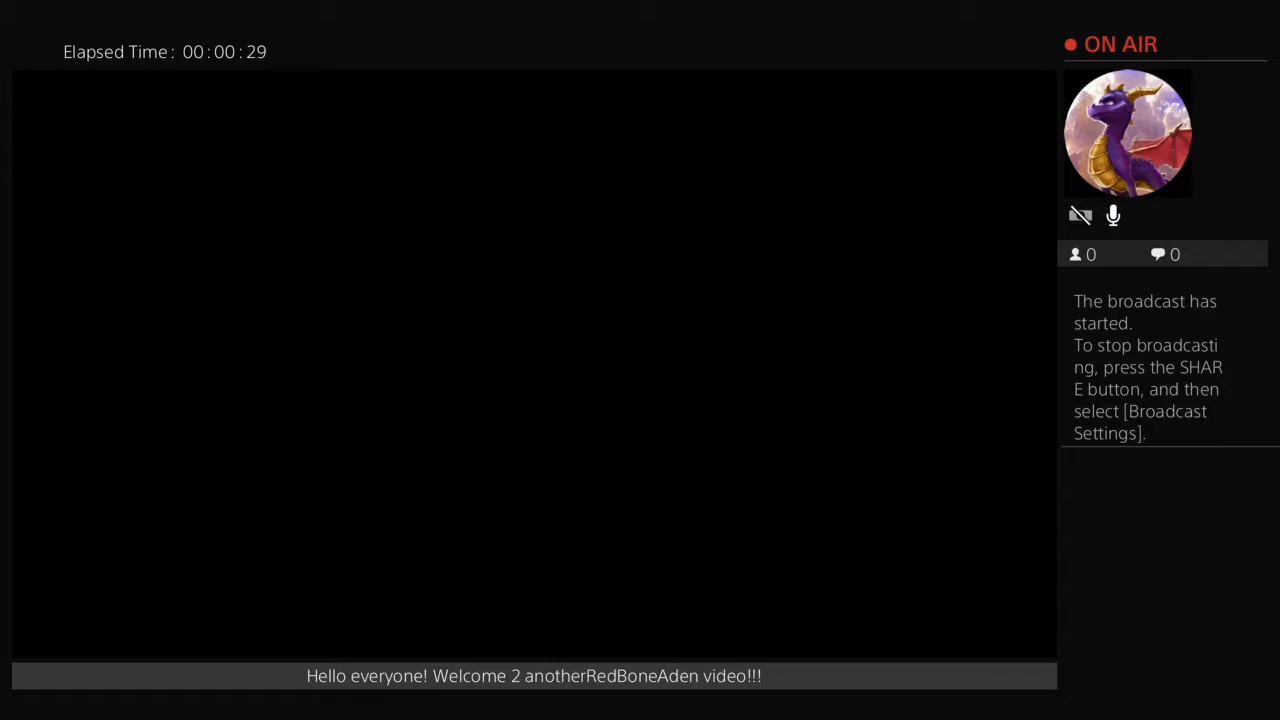 Elapsed Time: 00:00:29
ON AIR
0 0
The broadcast has
started.
To stop broadcasti
ng, press the SHAR
E button, and then
select [Broadcast
Settings].
Hello everyone! Welcome 2 anotherRedBoneAden video!!!